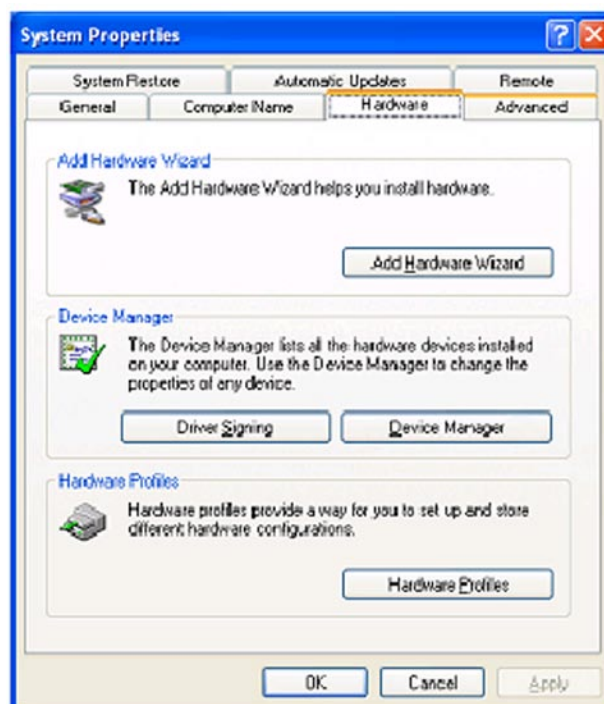 System Properties
System Restore
Automatic Updates
Remote
General
Computer Name
Hardware
Advanced
Add Hardware Wizard
The Add Hardware Wizard helps you install hardware.
Add Hardware Wizard
Device Manager
The Device Manager lists all the hardware devices installed
on your computer. Use the Device Manager to change the
properties of any device.
Driver Signing
Device Manager
Hardware Profiles
Hardware profiles provide a way for you to set up and store
different hardware configurations.
Hardware Profiles
OK
Cancel
Apply